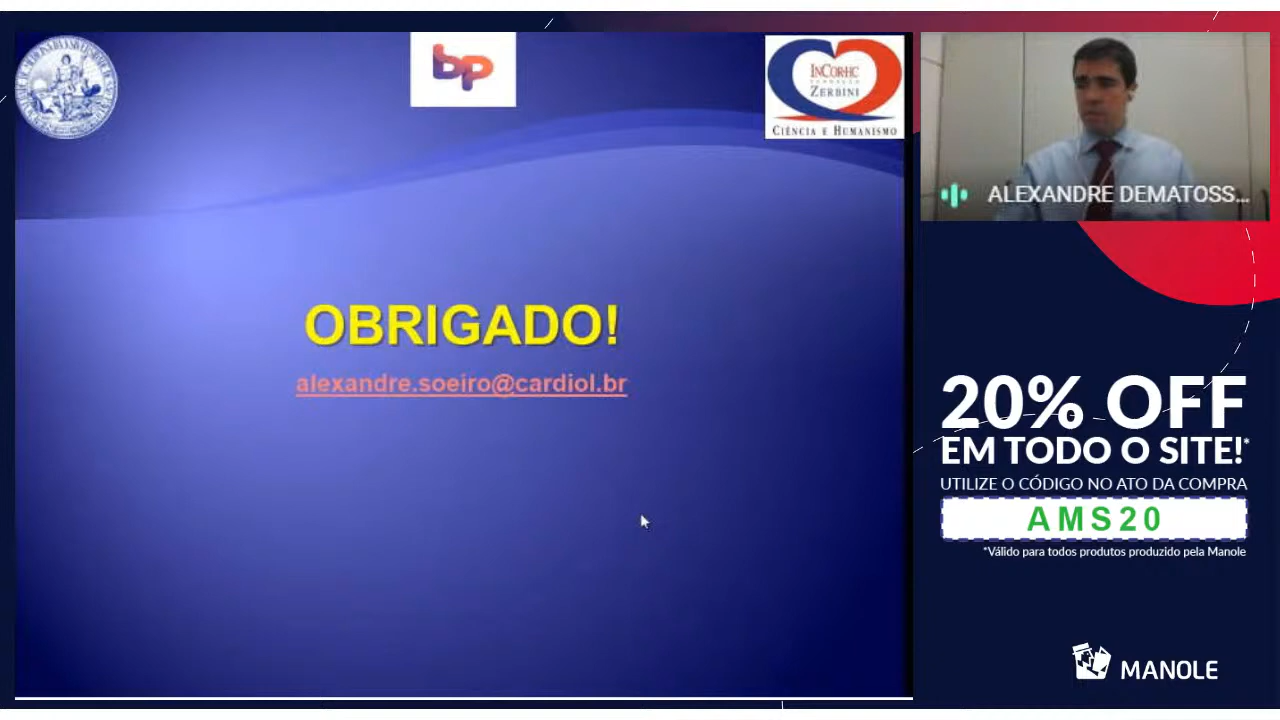 bp
INCOR-HC
FUNDAÇÃO
ZERBINI
CIÊNCIA E HUMANISMO
OBRIGADO!
alexandre.soeiro@cardiol.br
ALEXANDRE DEMATOSS...
20% OFF
EM TODO O SITE!*
UTILIZE O CÓDIGO NO ATO DA COMPRA
AMS20
*Válido para todos produtos produzido pela Manole
MANOLE